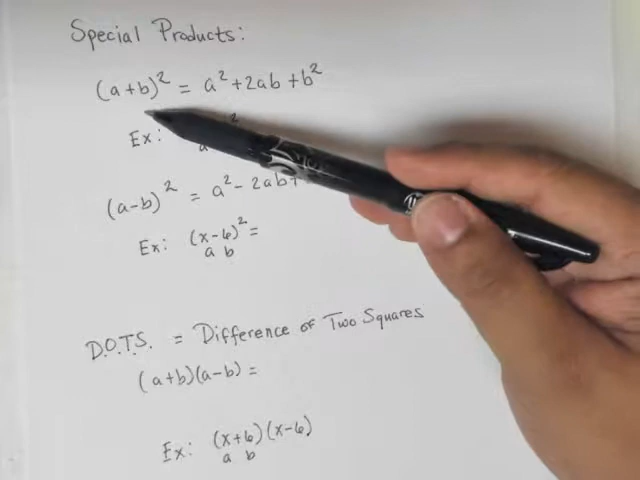 Special Products:
(a+b)² = a²+2ab+b²
Ex: a ²
(a-b)² = a²-2ab+
Ex: (x-6)² =
a b
D.O.T.S. = Difference of Two Squares
(a+b)(a-b) =
Ex: (x+6)(x-6)
a b